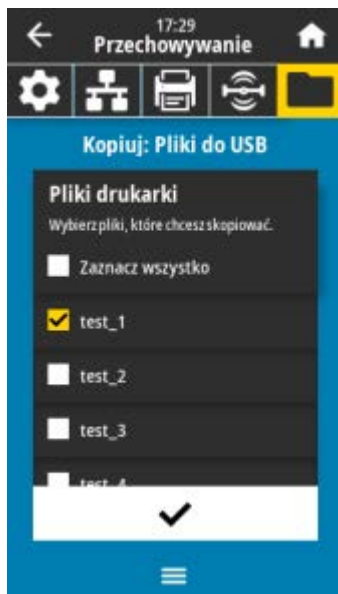 17:29
Przechowywanie
Kopiuj: Pliki do USB
Pliki drukarki
Wybierz pliki, które chcesz skopiować.
Zaznacz wszystko
test_1
test_2
test_3
test_4